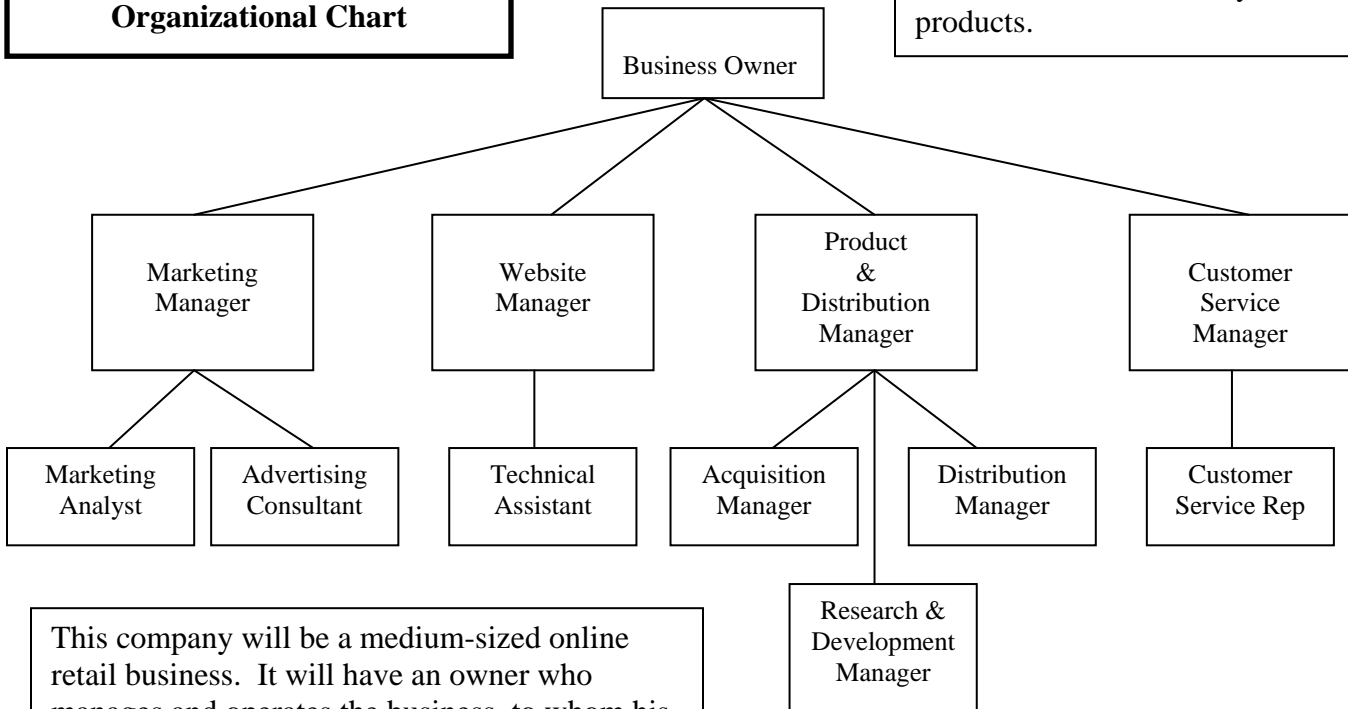 Organizational Chart
products.
Business Owner
Marketing
Manager
Website
Manager
Product
&
Distribution
Manager
Customer
Service
Manager
Marketing
Analyst
Advertising
Consultant
Technical
Assistant
Acquisition
Manager
Distribution
Manager
Customer
Service Rep
Research &
Development
Manager
This company will be a medium-sized online
retail business. It will have an owner who
manages and operates the business, to whom his